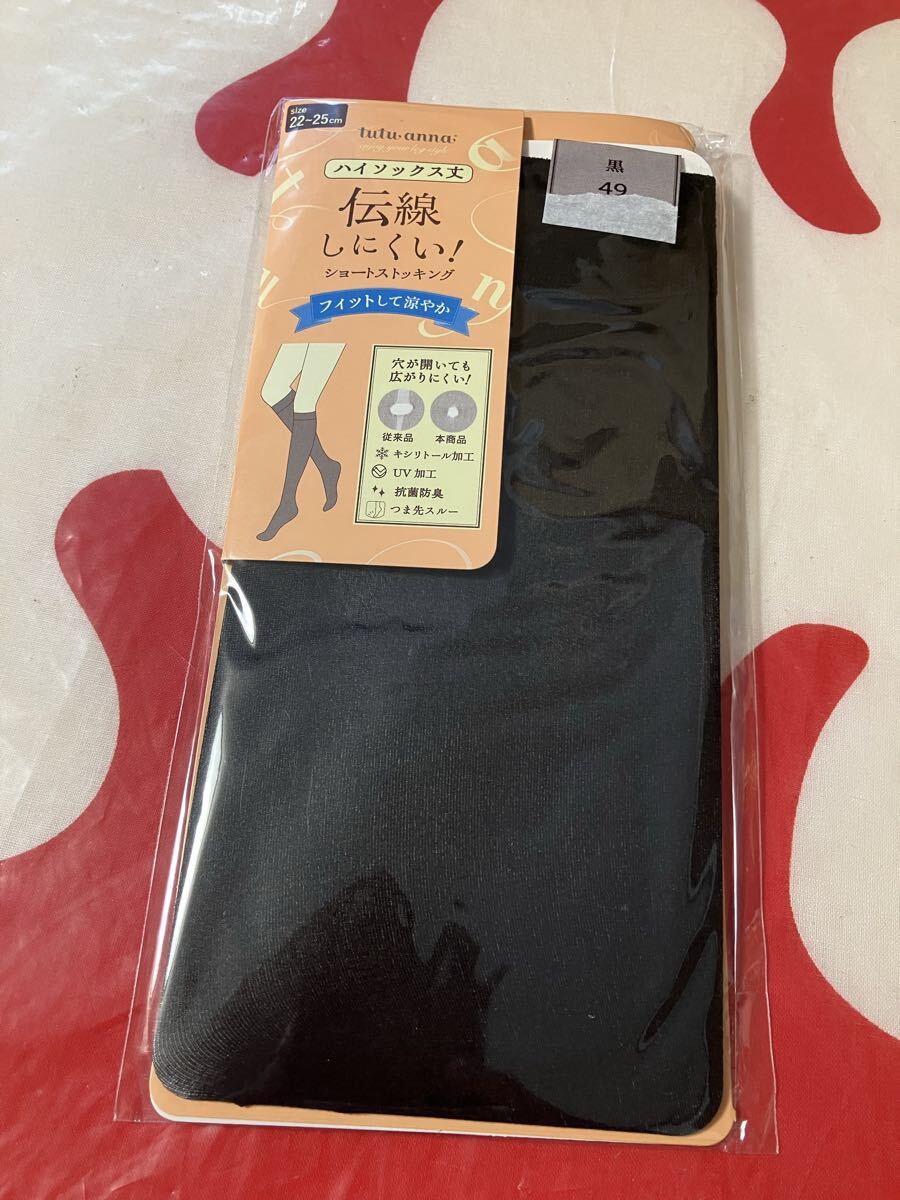 size
22~25cm
tutu・anna
ハイソックス丈
伝線
しにくい!
ショートストッキング
フィットして涼やか
穴が開いても
広がりにくい!
従来品 本商品
キシリトール加工
UV加工
抗菌防臭
つま先スルー
黒
49